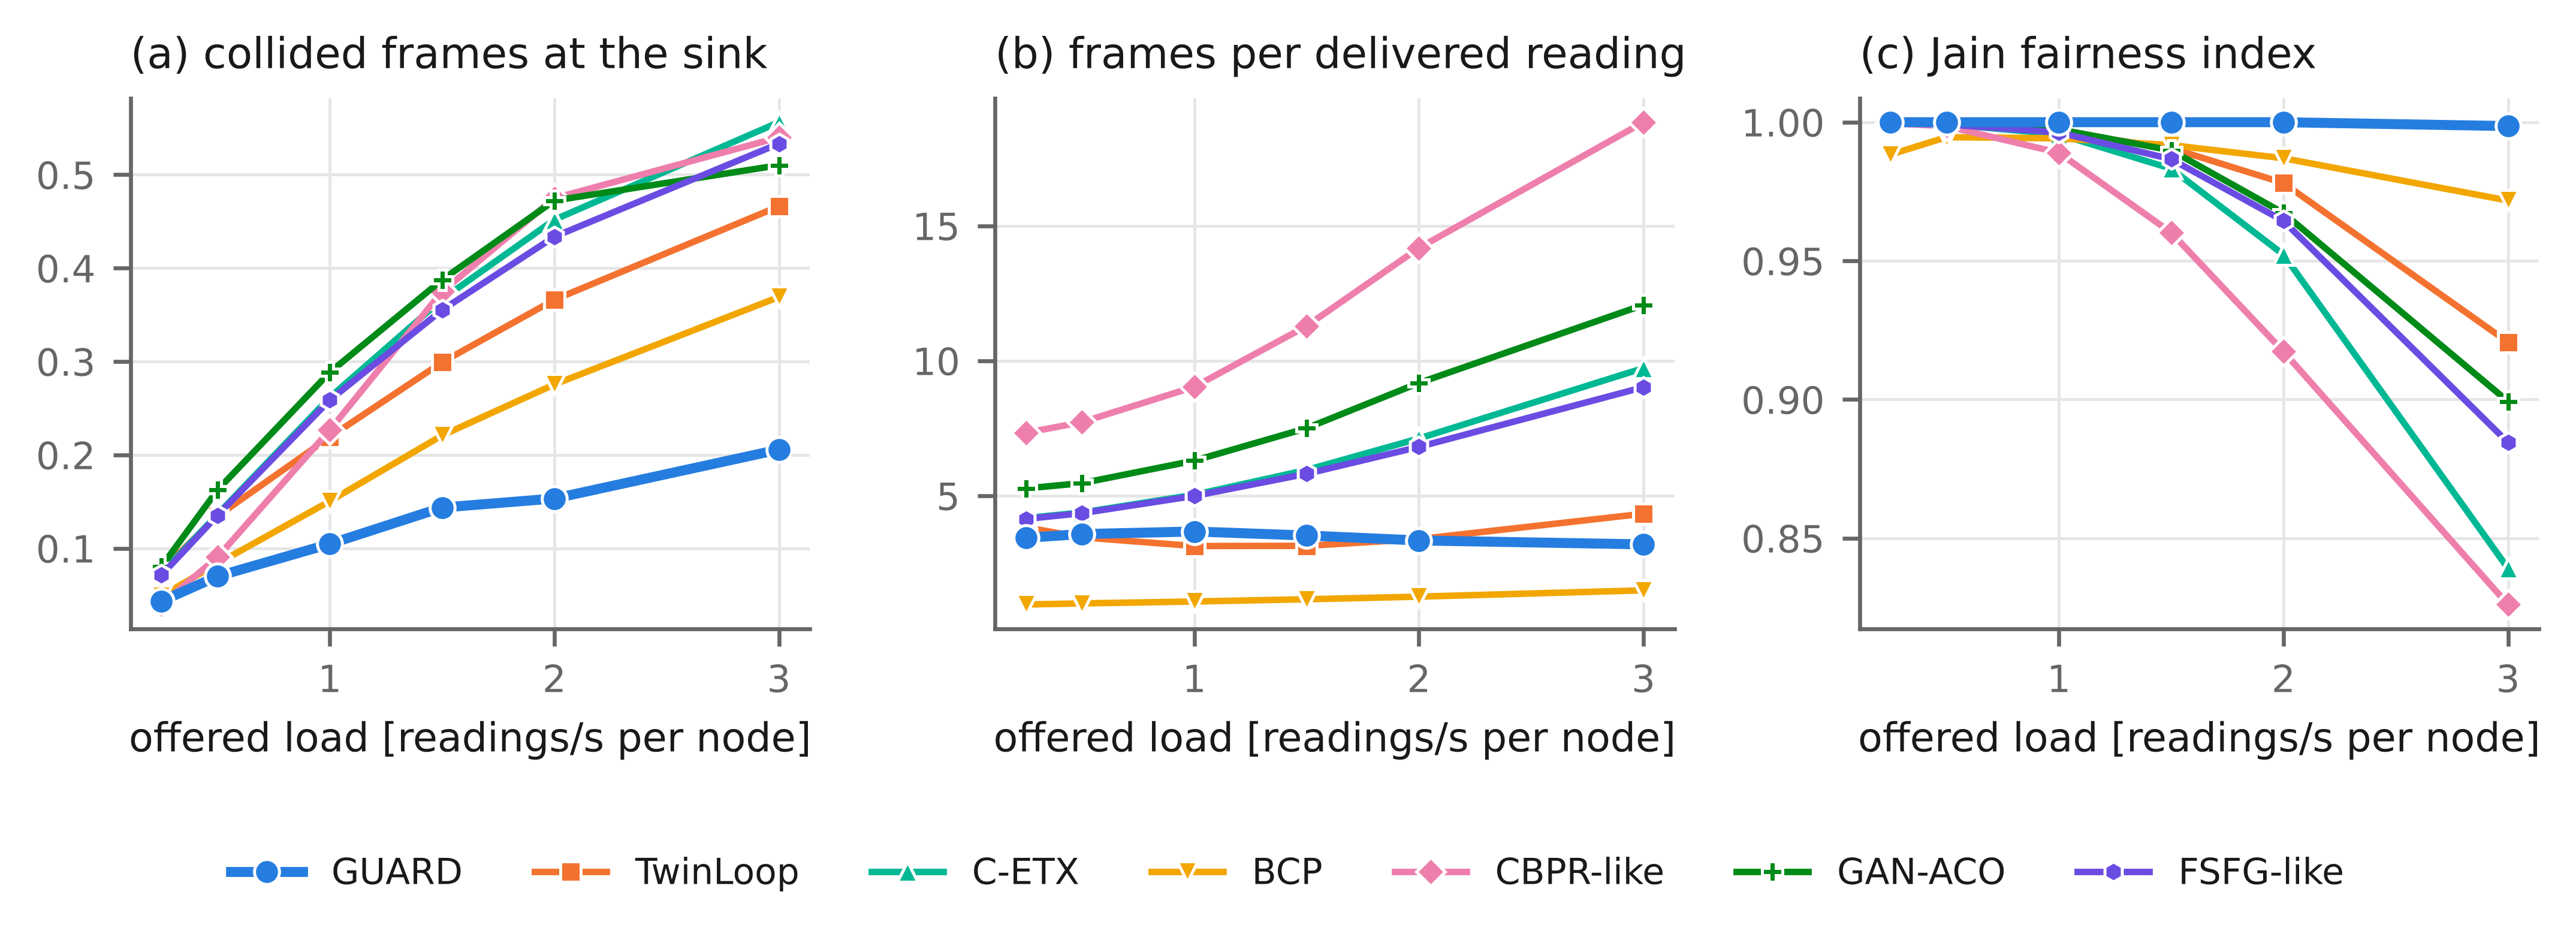 (a) collided frames at the sink
0.5
0.4
0.3
0.2
0.1
1 2 3
offered load [readings/s per node]
(b) frames per delivered reading
15
10
5
1 2 3
offered load [readings/s per node]
(c) Jain fairness index
1.00
0.95
0.90
0.85
1 2 3
offered load [readings/s per node]
GUARD TwinLoop C-ETX BCP CBPR-like GAN-ACO FSFG-like